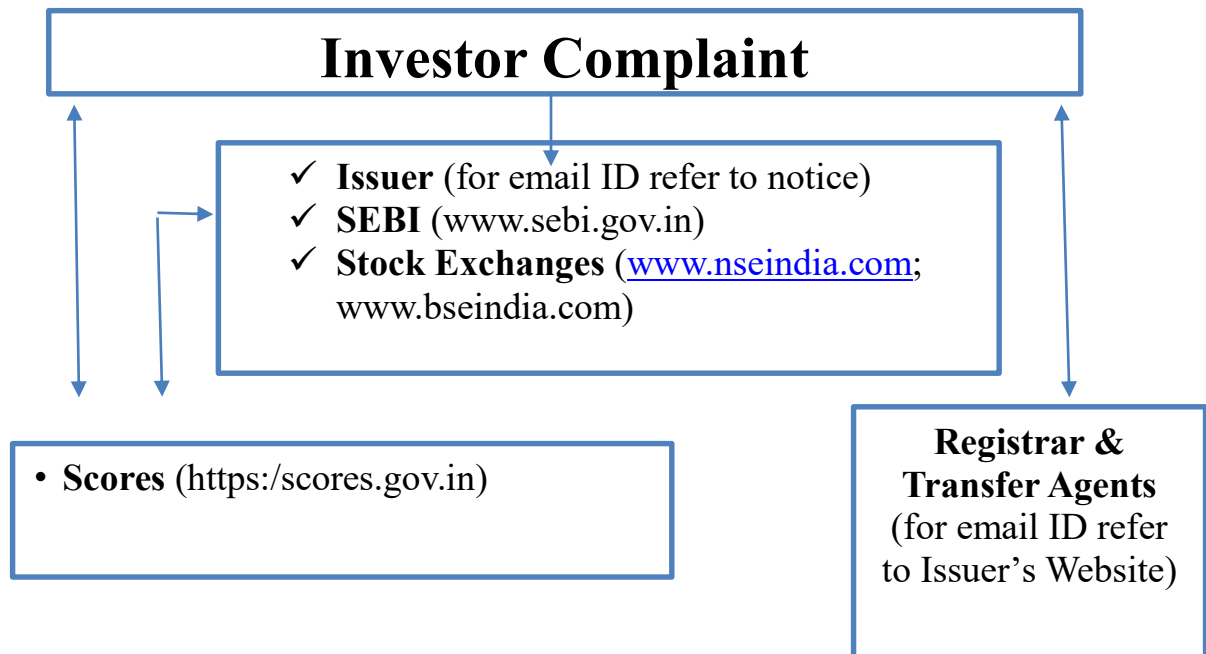 Investor Complaint
✓ Issuer (for email ID refer to notice)
✓ SEBI (www.sebi.gov.in)
✓ Stock Exchanges (www.nseindia.com;
www.bseindia.com)
• Scores (https:/scores.gov.in)
Registrar &
Transfer Agents
(for email ID refer
to Issuer’s Website)